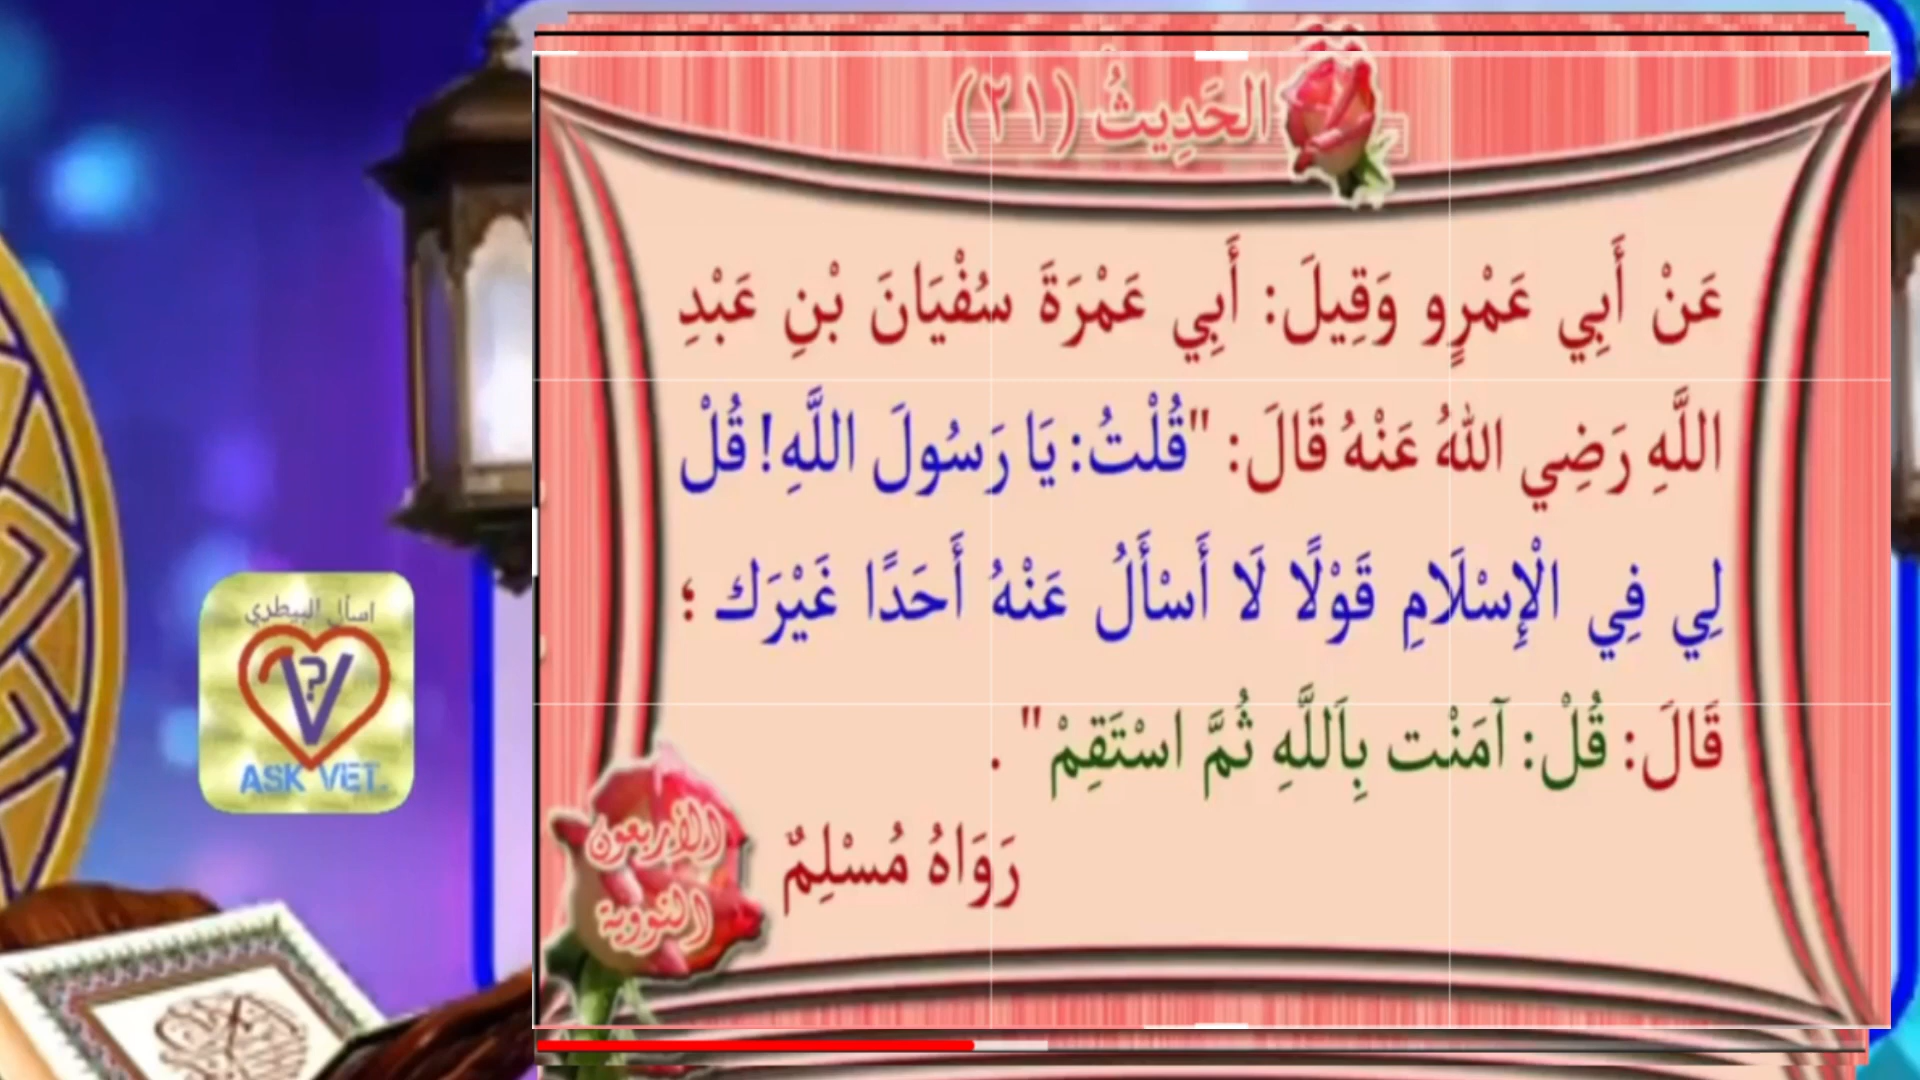 الحَدِيثُ (٢١)
عَنْ أَبِي عَمْرٍو وَقِيلَ: أَبِي عَمْرَةَ سُفْيَانَ بْنِ عَبْدِ
اللَّهِ رَضِي اللهُ عَنْهُ قَالَ: "قُلْتُ: يَا رَسُولَ اللَّهِ! قُلْ
لِي فِي الْإِسْلَامِ قَوْلًا لَا أَسْأَلُ عَنْهُ أَحَدًا غَيْرَك ؛
قَالَ: قُلْ: آمَنْت بِاَللَّهِ ثُمَّ اسْتَقِمْ" .
رَوَاهُ مُسْلِمٌ
الأربعون
النووية
اسأل البيطري
?
V
ASK VET.